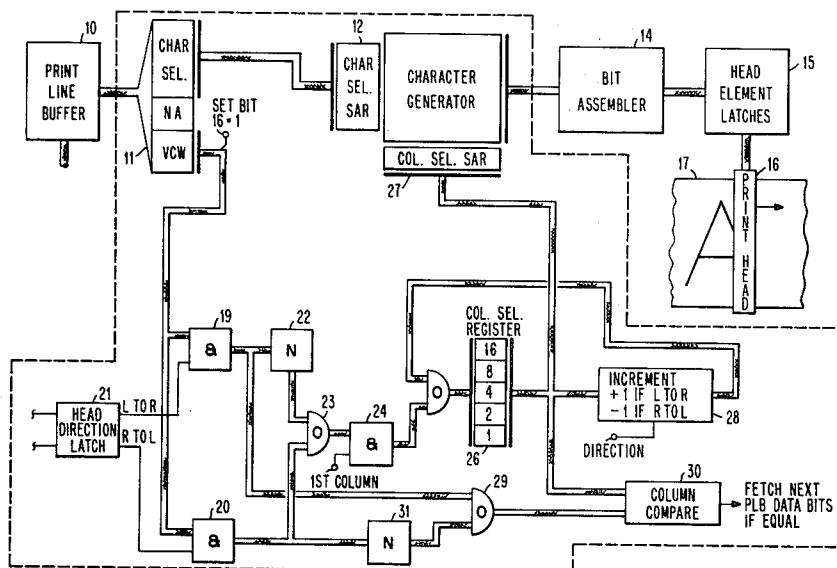 10
PRINT
LINE
BUFFER
11
CHAR
SEL.
NA
VCW
SET BIT
16 = 1
12
CHAR
SEL.
SAR
CHARACTER
GENERATOR
COL. SEL. SAR
27
14
BIT
ASSEMBLER
15
HEAD
ELEMENT
LATCHES
17
16
PRINT HEAD
19
&
22
N
COL. SEL.
REGISTER
16
8
4
2
1
26
21
HEAD
DIRECTION
LATCH
L TO R
R TO L
23
O
24
&
1ST COLUMN
O
INCREMENT
+1 IF L TO R
-1 IF R TO L
28
DIRECTION
20
&
31
N
29
O
30
COLUMN
COMPARE
FETCH NEXT
PLB DATA BITS
IF EQUAL